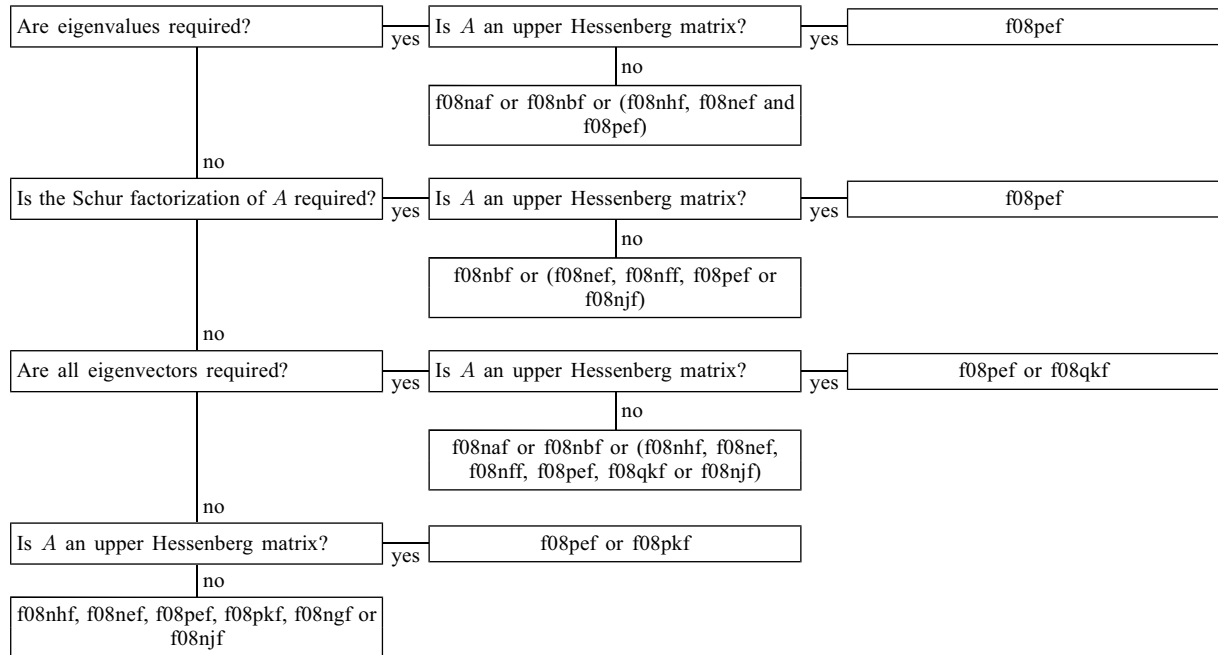 Are eigenvalues required?
yes
Is A an upper Hessenberg matrix?
yes
f08pef
no
f08naf or f08nbf or (f08nhf, f08nef and
f08pef)
no
Is the Schur factorization of A required?
yes
Is A an upper Hessenberg matrix?
yes
f08pef
no
f08nbf or (f08nef, f08nff, f08pef or
f08njf)
no
Are all eigenvectors required?
yes
Is A an upper Hessenberg matrix?
yes
f08pef or f08qkf
no
f08naf or f08nbf or (f08nhf, f08nef,
f08nff, f08pef, f08qkf or f08njf)
no
Is A an upper Hessenberg matrix?
yes
f08pef or f08pkf
no
f08nhf, f08nef, f08pef, f08pkf, f08ngf or
f08njf